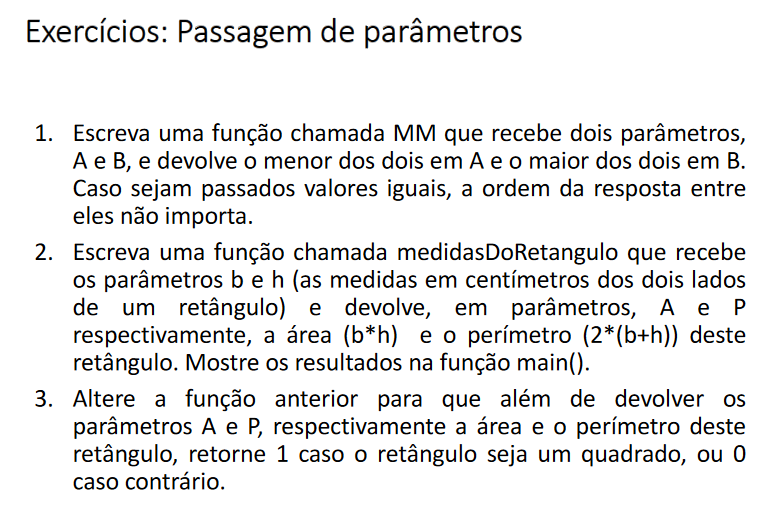 Exercícios: Passagem de parâmetros
1. Escreva uma função chamada MM que recebe dois parâmetros,
A e B, e devolve o menor dos dois em A e o maior dos dois em B.
Caso sejam passados valores iguais, a ordem da resposta entre
eles não importa.
2. Escreva uma função chamada medidasDoRetangulo que recebe
os parâmetros b e h (as medidas em centímetros dos dois lados
de um retângulo) e devolve, em parâmetros, A e P
respectivamente, a área (b*h) e o perímetro (2*(b+h)) deste
retângulo. Mostre os resultados na função main().
3. Altere a função anterior para que além de devolver os
parâmetros A e P, respectivamente a área e o perímetro deste
retângulo, retorne 1 caso o retângulo seja um quadrado, ou 0
caso contrário.